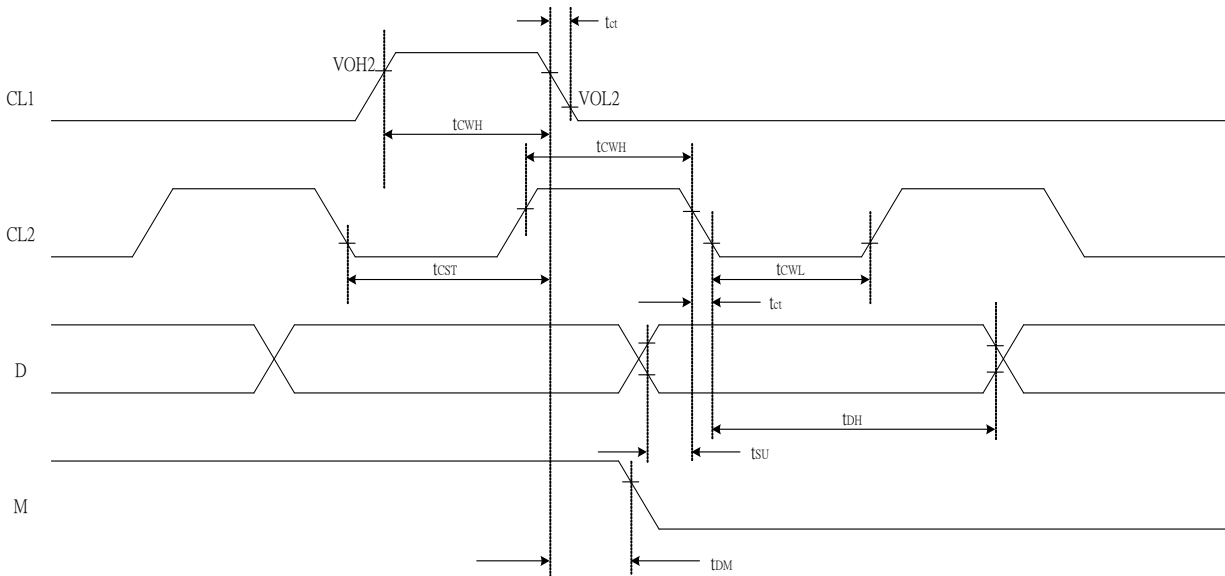 tct
VOH2
CL1
VOL2
tCWH
tCWH
CL2
tCST
tCWL
tct
D
tDH
tSU
M
tDM